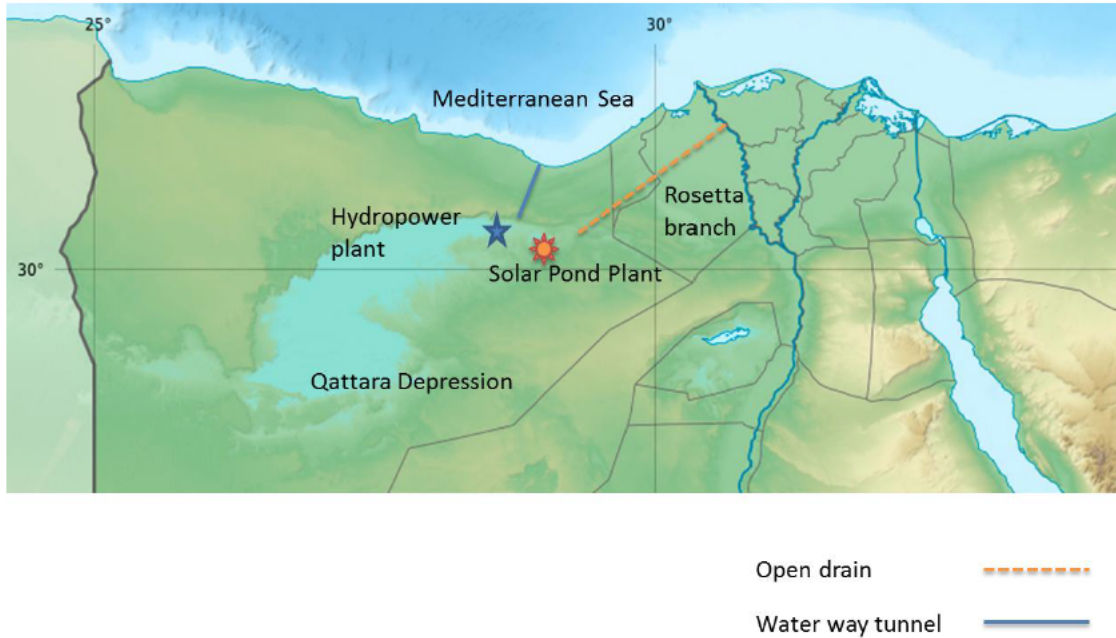 25°
30°
Mediterranean Sea
Rosetta
branch
Hydropower
plant
30°
Solar Pond Plant
Qattara Depression
Open drain
Water way tunnel